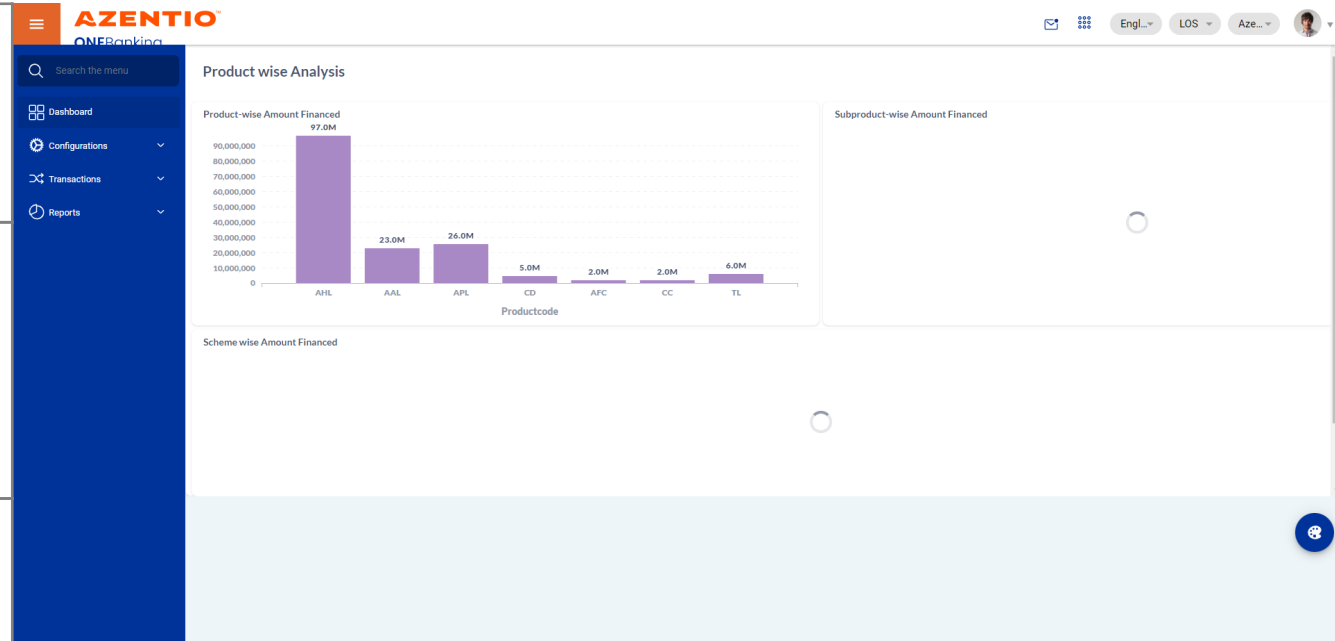 AZENTIO™
ONEBanking
Engl...
LOS
Aze...
Search the menu
Dashboard
Configurations
Transactions
Reports
Product wise Analysis
Product-wise Amount Financed
97.0M
90,000,000
80,000,000
70,000,000
60,000,000
50,000,000
40,000,000
30,000,000
20,000,000
10,000,000
0
23.0M
26.0M
5.0M
2.0M
2.0M
6.0M
AHL AAL APL CD AFC CC TL
Productcode
Subproduct-wise Amount Financed
Scheme wise Amount Financed